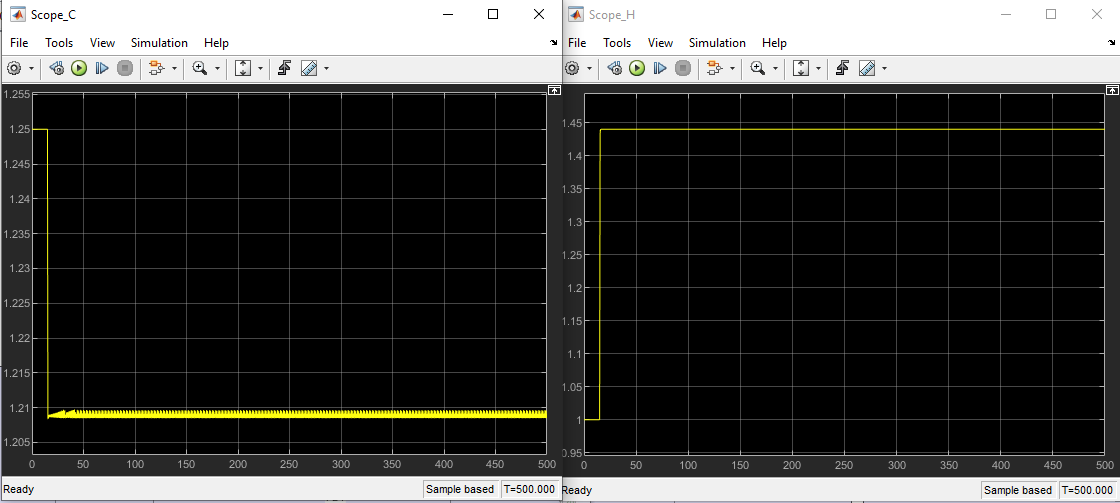 Scope_C
File Tools View Simulation Help
1.255
1.25
1.245
1.24
1.235
1.23
1.225
1.22
1.215
1.21
1.205
0 50 100 150 200 250 300 350 400 450 500
Ready Sample based T=500.000
Scope_H
File Tools View Simulation Help
1.45
1.4
1.35
1.3
1.25
1.2
1.15
1.1
1.05
1
0.95
0 50 100 150 200 250 300 350 400 450 500
Ready Sample based T=500.000